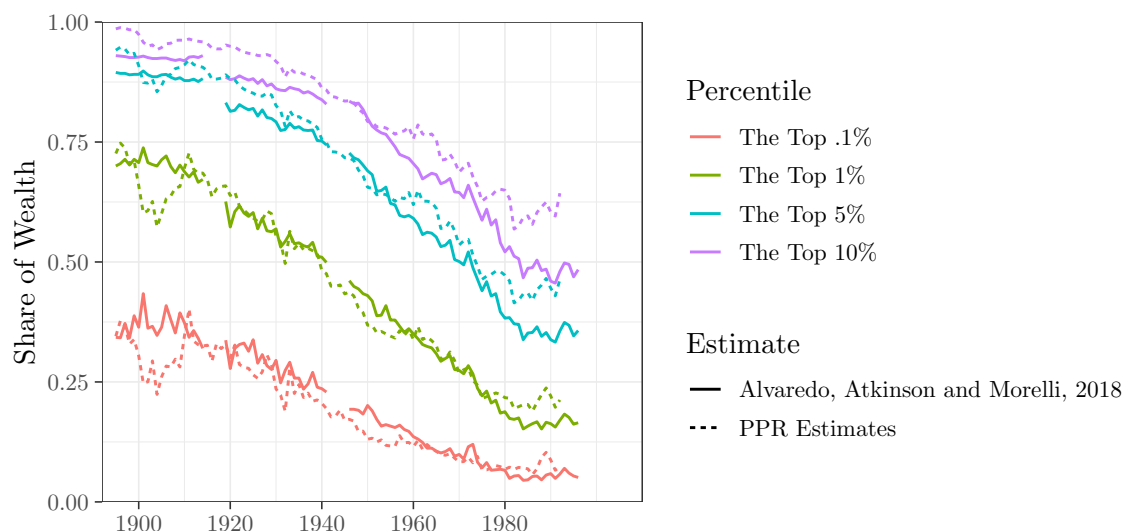 1.00
0.75
0.50
0.25
0.00
Share of Wealth
1900 1920 1940 1960 1980
Percentile
The Top .1%
The Top 1%
The Top 5%
The Top 10%
Estimate
Alvaredo, Atkinson and Morelli, 2018
PPR Estimates